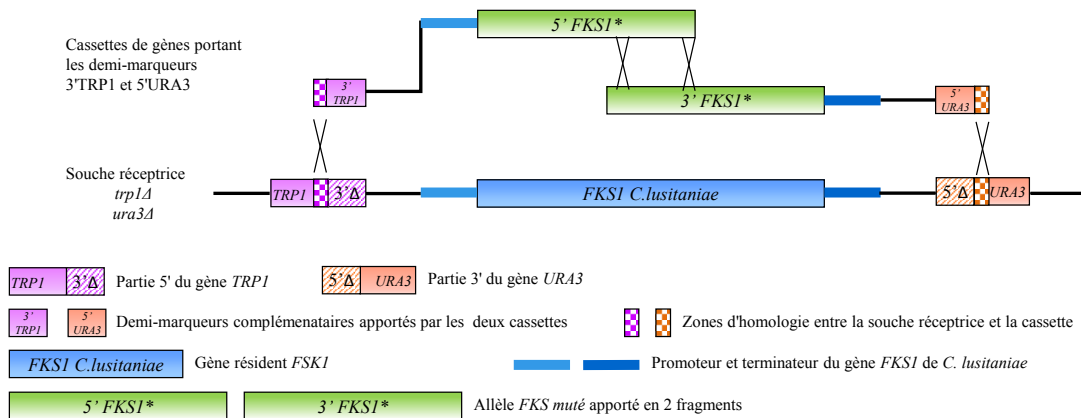 5' FKS1*
Cassettes de gènes portant
les demi-marqueurs
3'TRP1 et 5'URA3
3'
TRP1
3' FKS1*
5'
URA3
Souche réceptrice
trp1Δ
ura3Δ
TRP1
3'Δ
FKS1 C.lusitaniae
5'Δ
URA3
TRP1
3'Δ
Partie 5' du gène TRP1
5'Δ
URA3
Partie 3' du gène URA3
3'
TRP1
5'
URA3
Demi-marqueurs complémenataires apportés par les deux cassettes
Zones d'homologie entre la souche réceptrice et la cassette
FKS1 C.lusitaniae
Gène résident FSK1
Promoteur et terminateur du gène FKS1 de C. lusitaniae
5' FKS1*
3' FKS1*
Allèle FKS muté apporté en 2 fragments